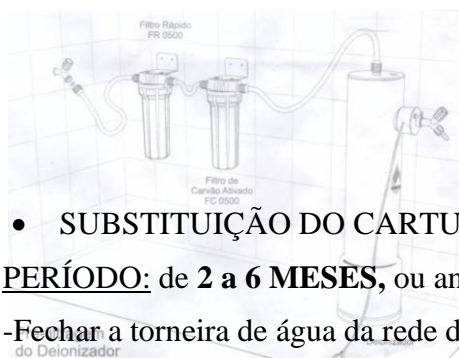 Filtro Rápido
FR 0500
Filtro de
Carvão Ativado
FC 0500
• SUBSTITUIÇÃO DO CARTU
PERÍODO: de 2 a 6 MESES, ou an
-Fechar a torneira de água da rede d
do Deionizador
Deionizador